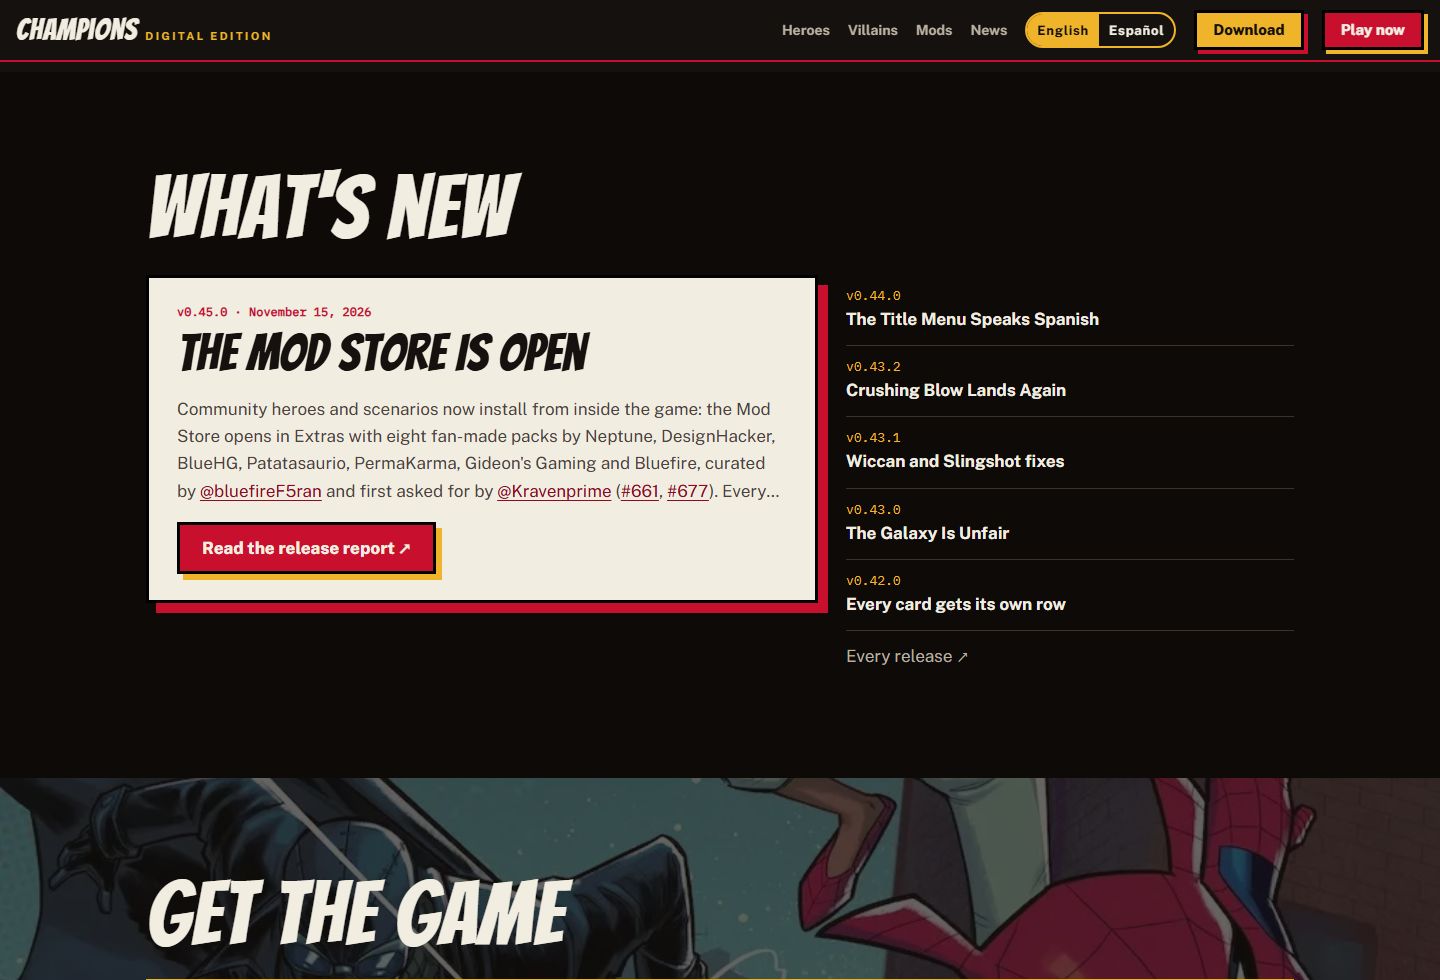 CHAMPIONS DIGITAL EDITION
Heroes Villains Mods News English Español Download Play now
WHAT'S NEW
v0.45.0 · November 15, 2026
THE MOD STORE IS OPEN
Community heroes and scenarios now install from inside the game: the Mod
Store opens in Extras with eight fan-made packs by Neptune, DesignHacker,
BlueHG, Patatasaurio, PermaKarma, Gideon's Gaming and Bluefire, curated
by @bluefireF5ran and first asked for by @Kravenprime (#661, #677). Every…
Read the release report ↗
v0.44.0
The Title Menu Speaks Spanish
v0.43.2
Crushing Blow Lands Again
v0.43.1
Wiccan and Slingshot fixes
v0.43.0
The Galaxy Is Unfair
v0.42.0
Every card gets its own row
Every release ↗
GET THE GAME